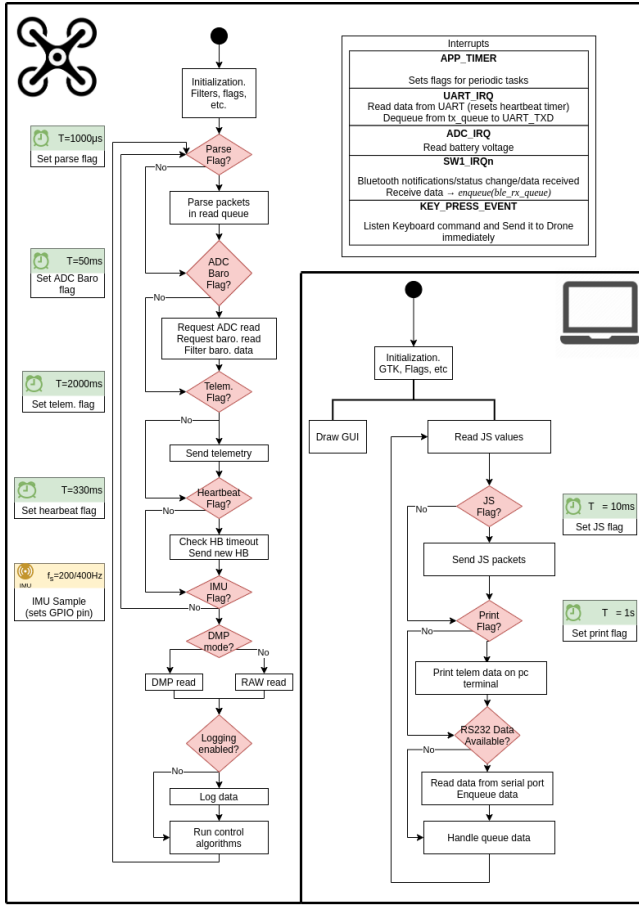 Initialization.
Filters, flags,
etc.
T=1000µs
Set parse flag
Parse
Flag?
No
Parse packets
in read queue
T=50ms
Set ADC Baro
flag
ADC
Baro
Flag?
No
Request ADC read
Request baro. read
Filter baro. data
T=2000ms
Set telem. flag
Telem.
Flag?
No
Send telemetry
T=330ms
Set hearbeat flag
Heartbeat
Flag?
No
Check HB timeout
Send new HB
IMU
fs=200/400Hz
IMU Sample
(sets GPIO pin)
IMU
Flag?
No
DMP
mode?
No
DMP read
RAW read
Logging
enabled?
No
Log data
Run control
algorithms
Interrupts
APP_TIMER
Sets flags for periodic tasks
UART_IRQ
Read data from UART (resets heartbeat timer)
Dequeue from tx_queue to UART_TXD
ADC_IRQ
Read battery voltage
SW1_IRQn
Bluetooth notifications/status change/data received
Receive data → enqueue(ble_rx_queue)
KEY_PRESS_EVENT
Listen Keyboard command and Send it to Drone
immediately
Initialization.
GTK, Flags, etc
Draw GUI
Read JS values
JS
Flag?
No
T = 10ms
Set JS flag
Send JS packets
Print
Flag?
No
T = 1s
Set print flag
Print telem data on pc
terminal
RS232 Data
Available?
No
Read data from serial port
Enqueue data
Handle queue data